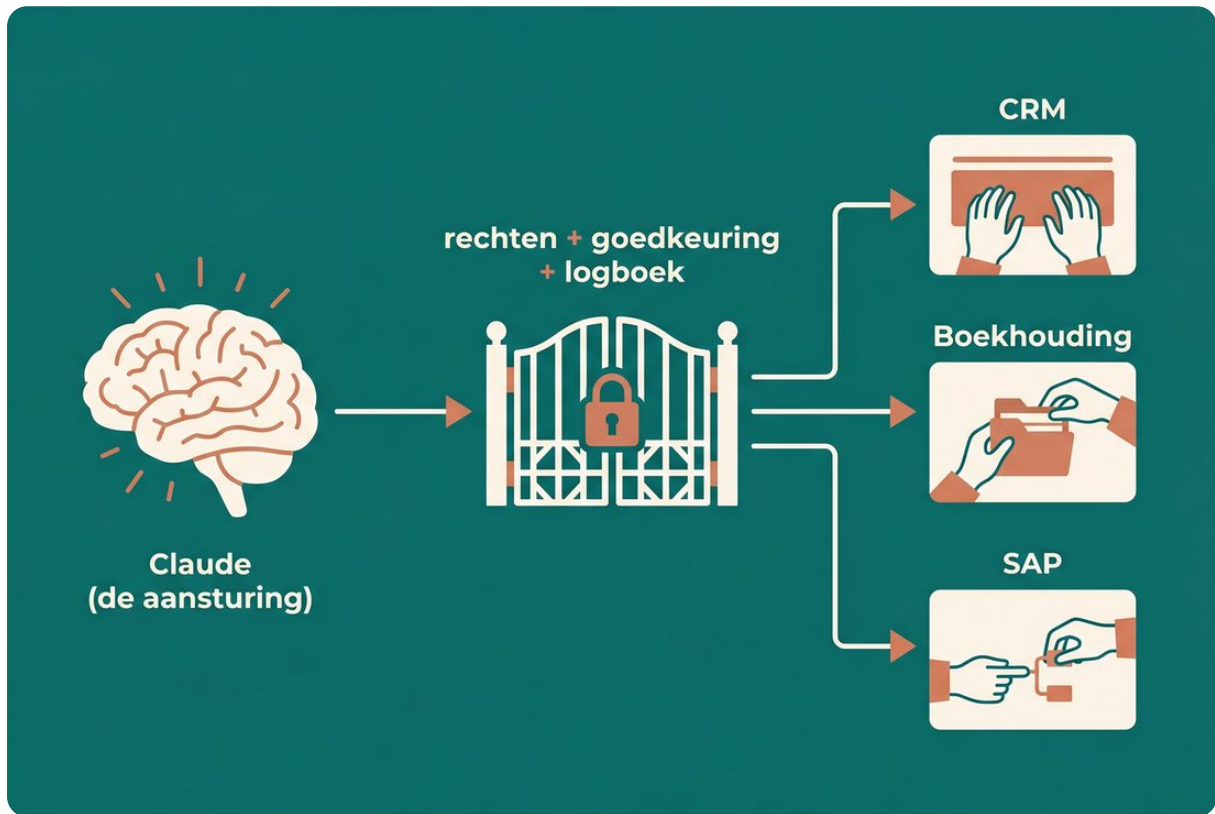 CRM
rechten + goedkeuring
+ logboek
Boekhouding
Claude
(de aansturing)
SAP